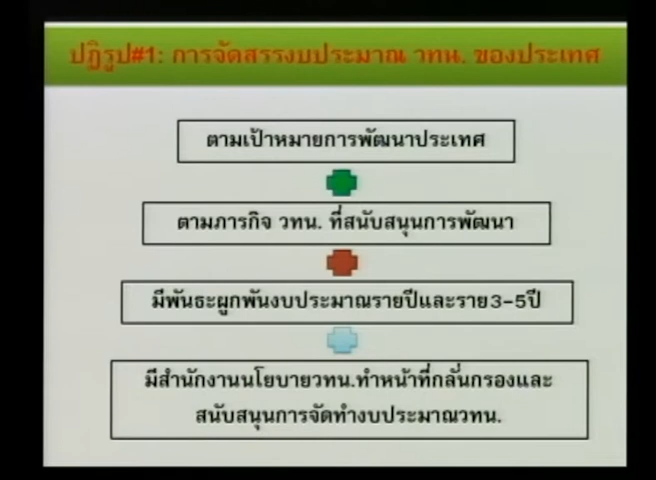 ปฏิรูป#1: การจัดสรรงบประมาณ วทน. ของประเทศ
ตามเป้าหมายการพัฒนาประเทศ
ตามภารกิจ วทน. ที่สนับสนุนการพัฒนา
มีพันธะผูกพันงบประมาณรายปีและราย3-5ปี
มีสำนักงานนโยบายวทน.ทำหน้าที่กลั่นกรองและ
สนับสนุนการจัดทำงบประมาณวทน.